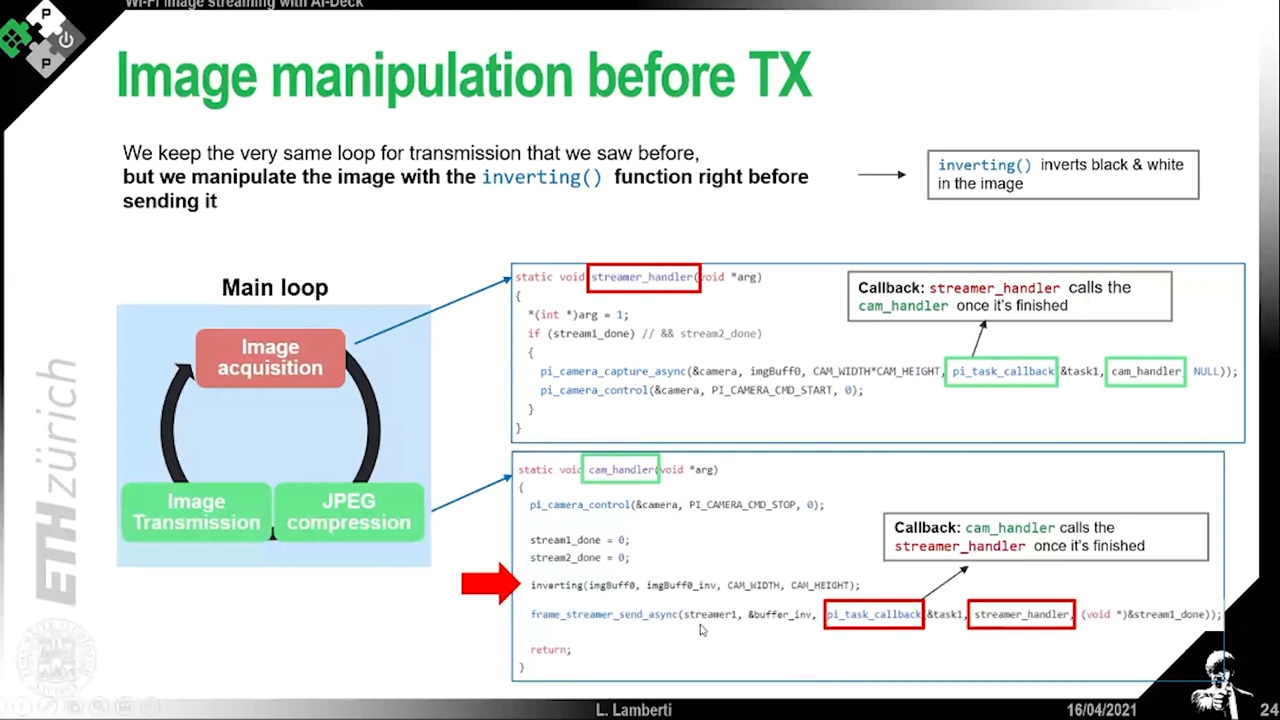 Wi-Fi image streaming with AI-Deck
P
P
Image manipulation before TX
We keep the very same loop for transmission that we saw before,
but we manipulate the image with the inverting() function right before
sending it
inverting() inverts black & white
in the image
Main loop
Image
acquisition
Image
Transmission
JPEG
compression
static void streamer_handler(void *arg)
{
*(int *)arg = 1;
if (stream1_done) // && stream2_done)
{
pi_camera_capture_async(&camera, imgBuff0, CAM_WIDTH*CAM_HEIGHT, pi_task_callback &task1, cam_handler, NULL));
pi_camera_control(&camera, PI_CAMERA_CMD_START, 0);
}
}
Callback: streamer_handler calls the
cam_handler once it's finished
static void cam_handler(void *arg)
{
pi_camera_control(&camera, PI_CAMERA_CMD_STOP, 0);
stream1_done = 0;
stream2_done = 0;
inverting(imgBuff0, imgBuff0_inv, CAM_WIDTH, CAM_HEIGHT);
frame_streamer_send_async(streamer1, &buffer_inv, pi_task_callback &task1, streamer_handler, (void *)&stream1_done));
return;
}
Callback: cam_handler calls the
streamer_handler once it's finished
ETHzürich
L. Lamberti
16/04/2021
24